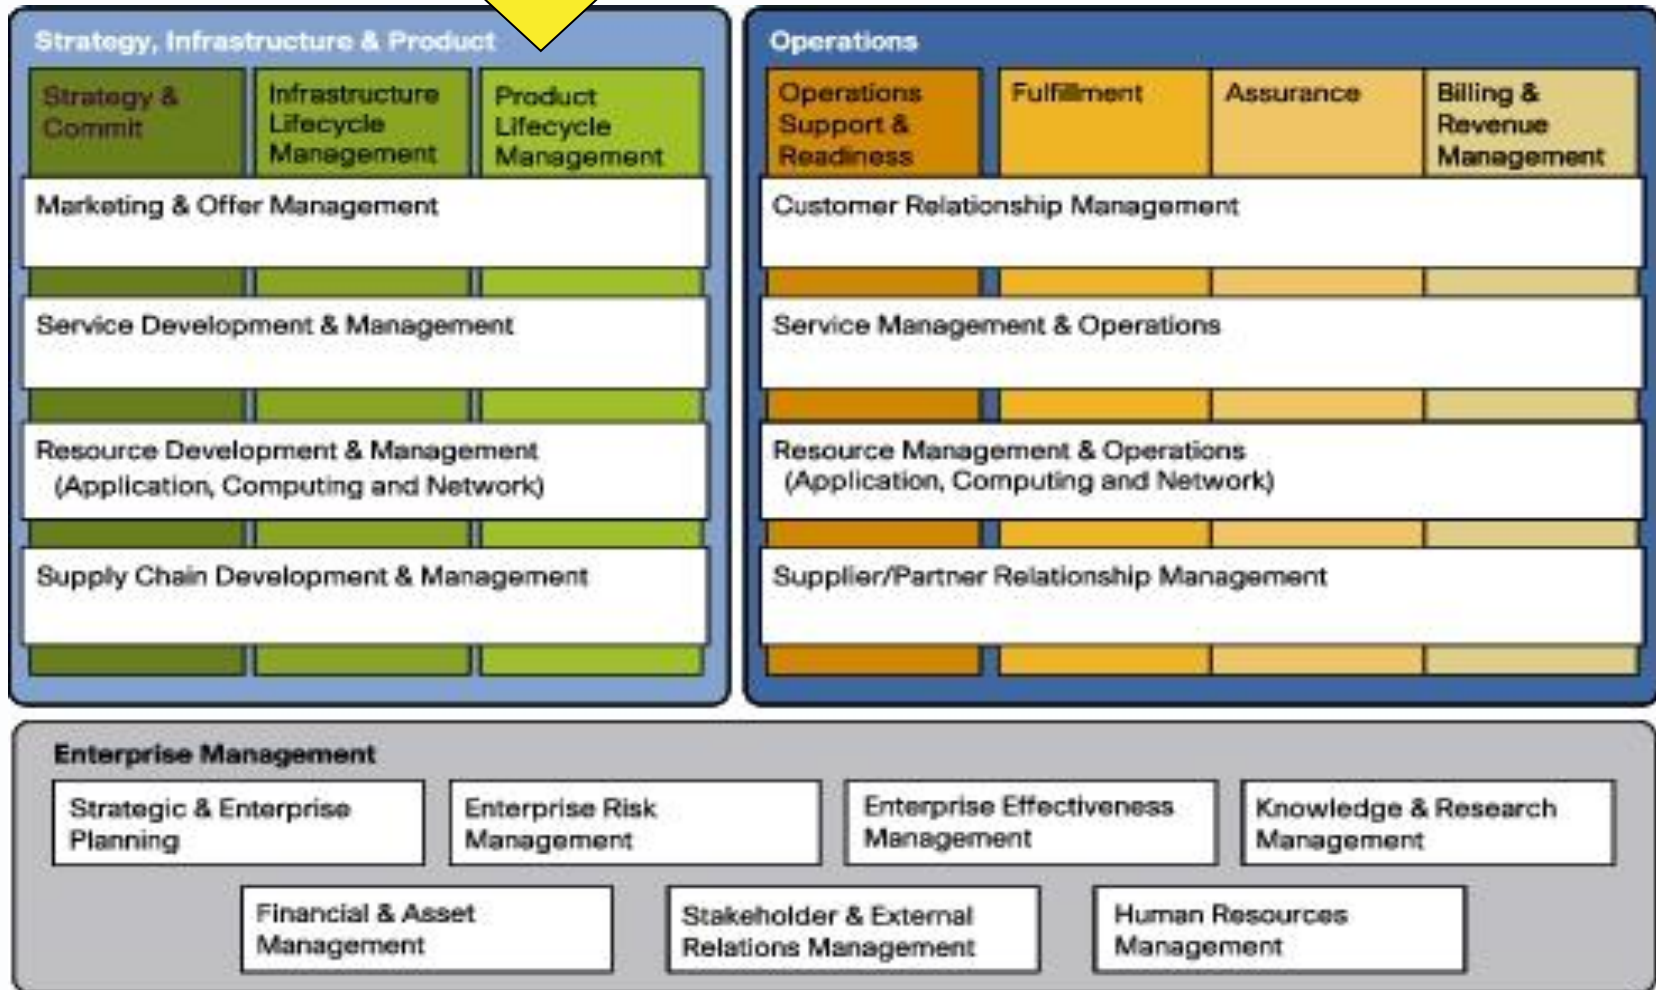 Strategy, Infrastructure & Product
Strategy &
Commit
Infrastructure
Lifecycle
Management
Product
Lifecycle
Management
Marketing & Offer Management
Service Development & Management
Resource Development & Management
(Application, Computing and Network)
Supply Chain Development & Management
Operations
Operations
Support &
Readiness
Fulfillment
Assurance
Billing &
Revenue
Management
Customer Relationship Management
Service Management & Operations
Resource Management & Operations
(Application, Computing and Network)
Supplier/Partner Relationship Management
Enterprise Management
Strategic & Enterprise
Planning
Enterprise Risk
Management
Enterprise Effectiveness
Management
Knowledge & Research
Management
Financial & Asset
Management
Stakeholder & External
Relations Management
Human Resources
Management